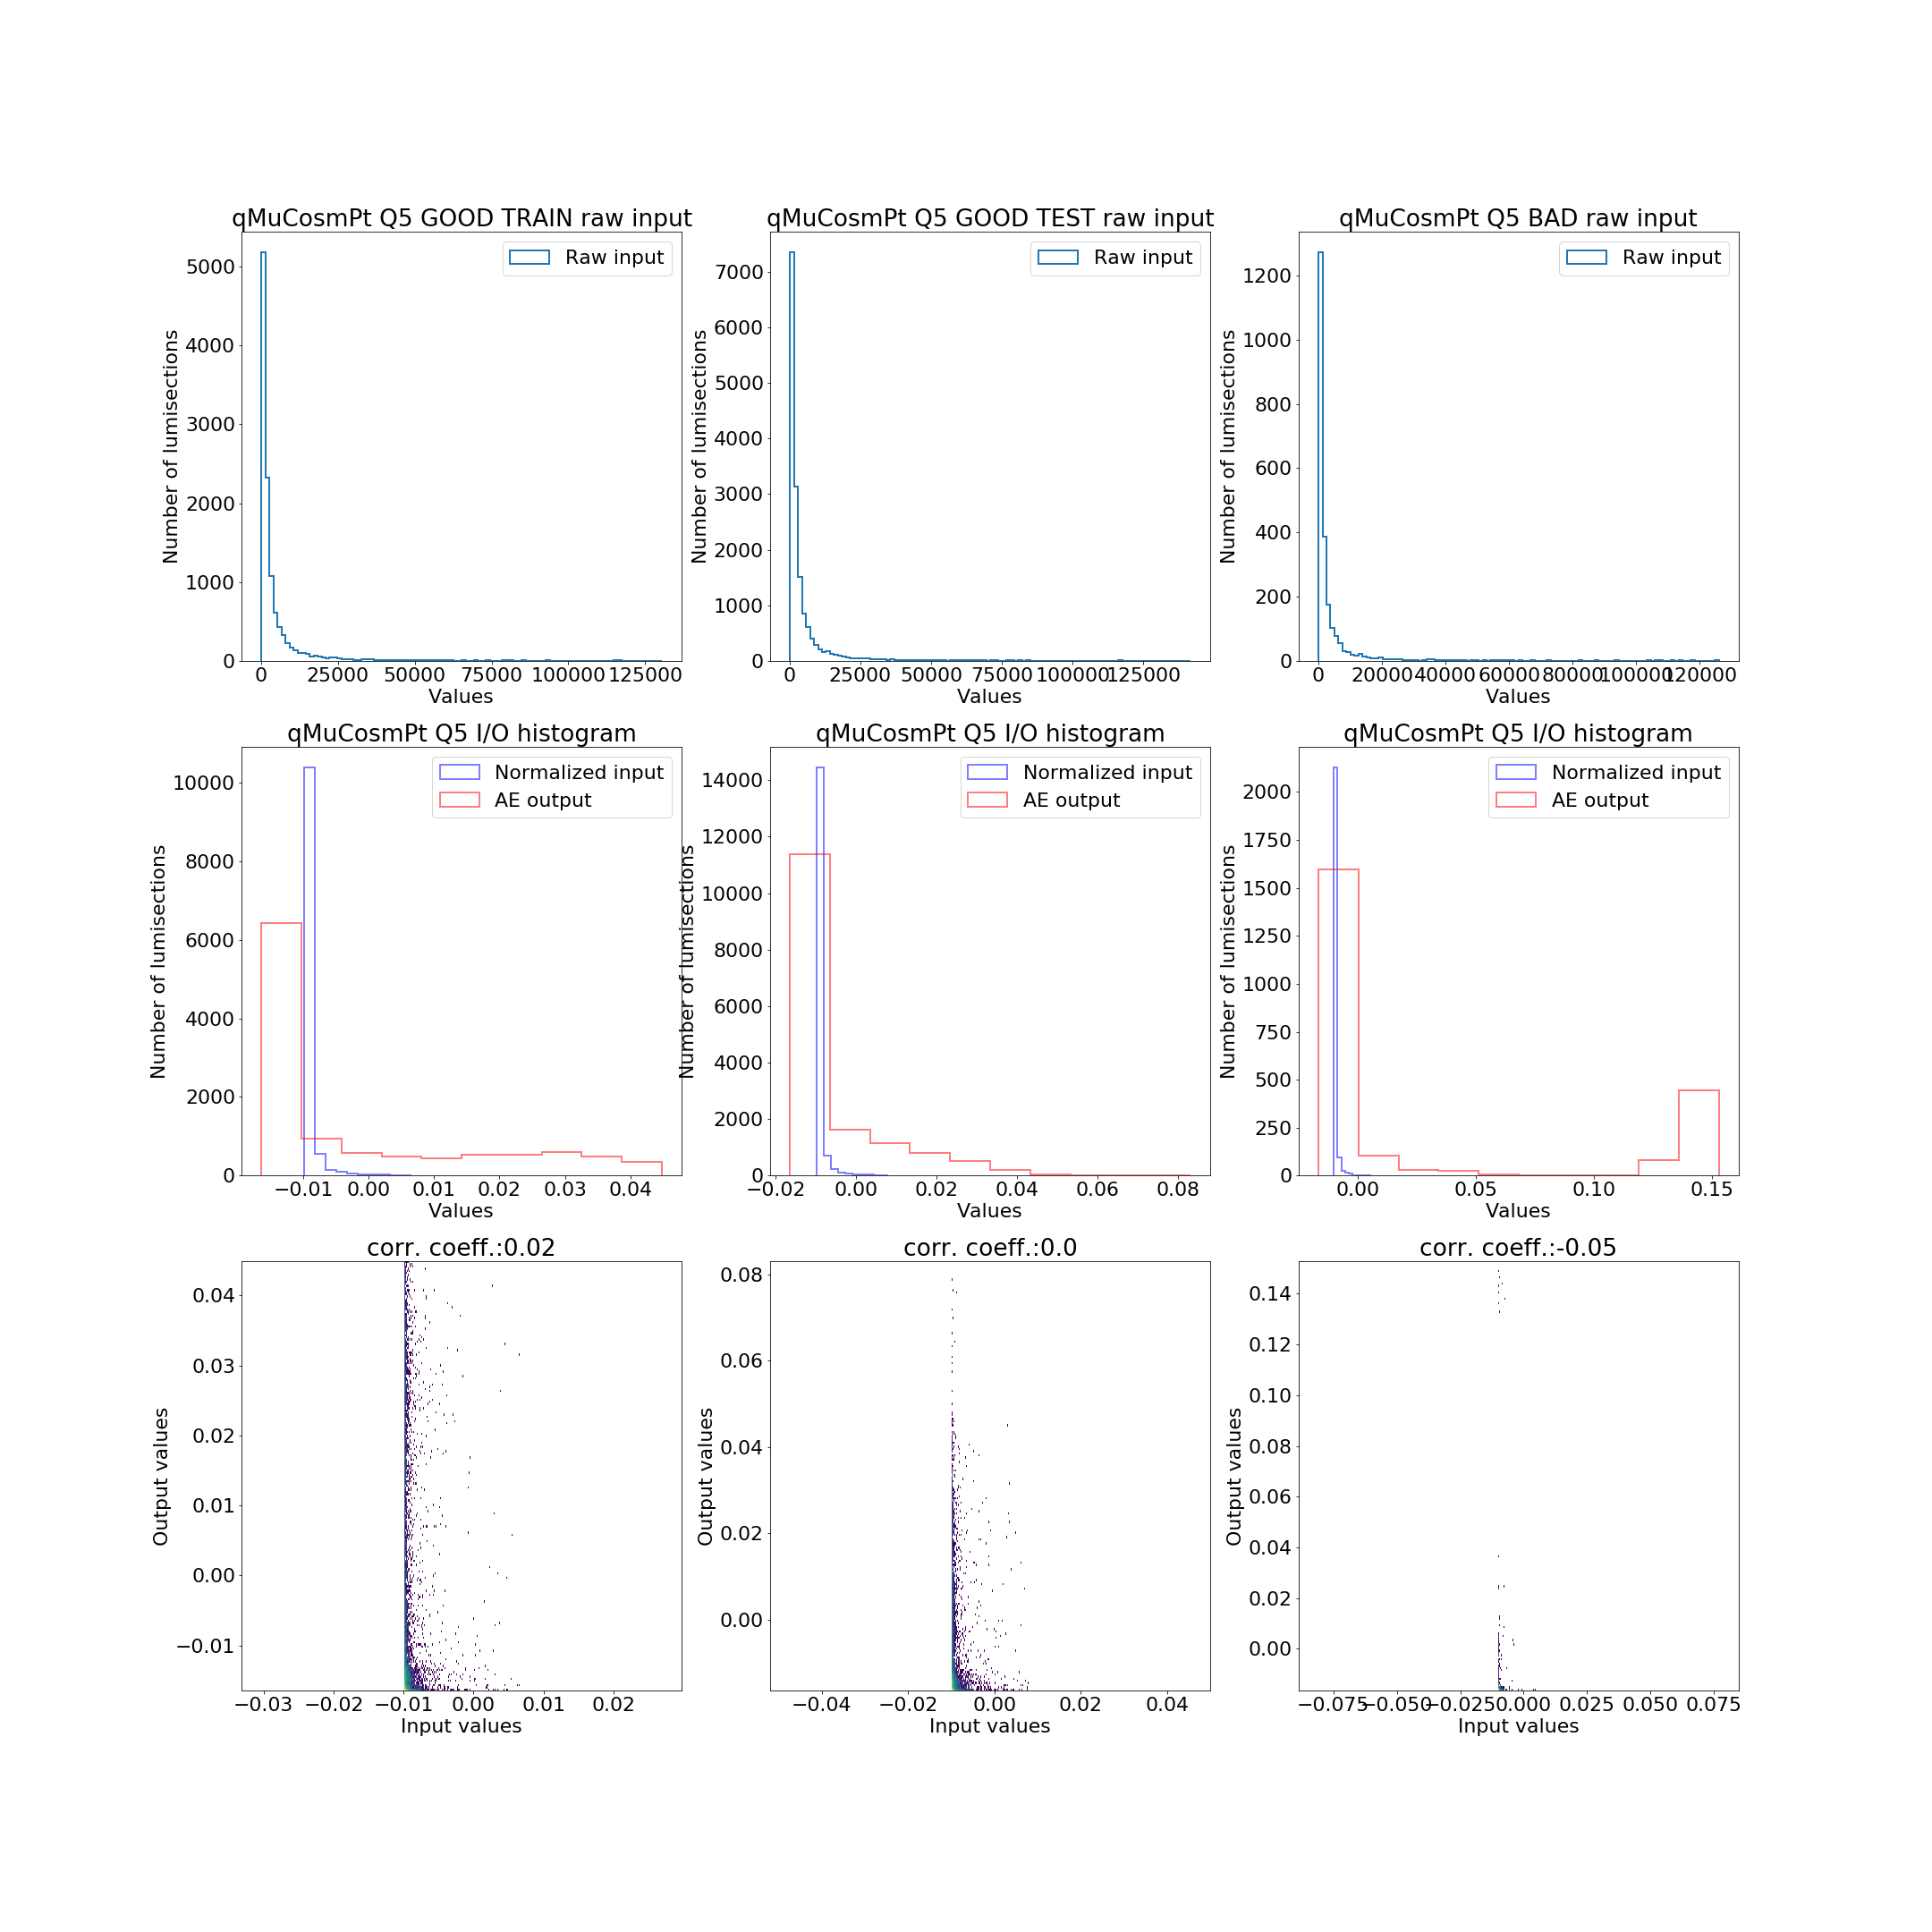 qMuCosmPt Q5 GOOD TRAIN raw input
Number of lumisections
5000
4000
3000
2000
1000
0
Raw input
0 25000 50000 75000 100000 125000
Values
qMuCosmPt Q5 GOOD TEST raw input
Number of lumisections
7000
6000
5000
4000
3000
2000
1000
0
Raw input
0 25000 50000 75000 100000 125000
Values
qMuCosmPt Q5 BAD raw input
Number of lumisections
1200
1000
800
600
400
200
0
Raw input
0 20000 40000 60000 80000 100000 120000
Values
qMuCosmPt Q5 I/O histogram
Number of lumisections
10000
8000
6000
4000
2000
0
Normalized input
AE output
−0.01 0.00 0.01 0.02 0.03 0.04
Values
qMuCosmPt Q5 I/O histogram
Number of lumisections
14000
12000
10000
8000
6000
4000
2000
0
Normalized input
AE output
−0.02 0.00 0.02 0.04 0.06 0.08
Values
qMuCosmPt Q5 I/O histogram
Number of lumisections
2000
1750
1500
1250
1000
750
500
250
0
Normalized input
AE output
0.00 0.05 0.10 0.15
Values
corr. coeff.:0.02
Output values
0.04
0.03
0.02
0.01
0.00
−0.01
−0.03 −0.02 −0.01 0.00 0.01 0.02
Input values
corr. coeff.:0.0
Output values
0.08
0.06
0.04
0.02
0.00
−0.04 −0.02 0.00 0.02 0.04
Input values
corr. coeff.:-0.05
Output values
0.14
0.12
0.10
0.08
0.06
0.04
0.02
0.00
−0.075 −0.050 −0.025 0.000 0.025 0.050 0.075
Input values